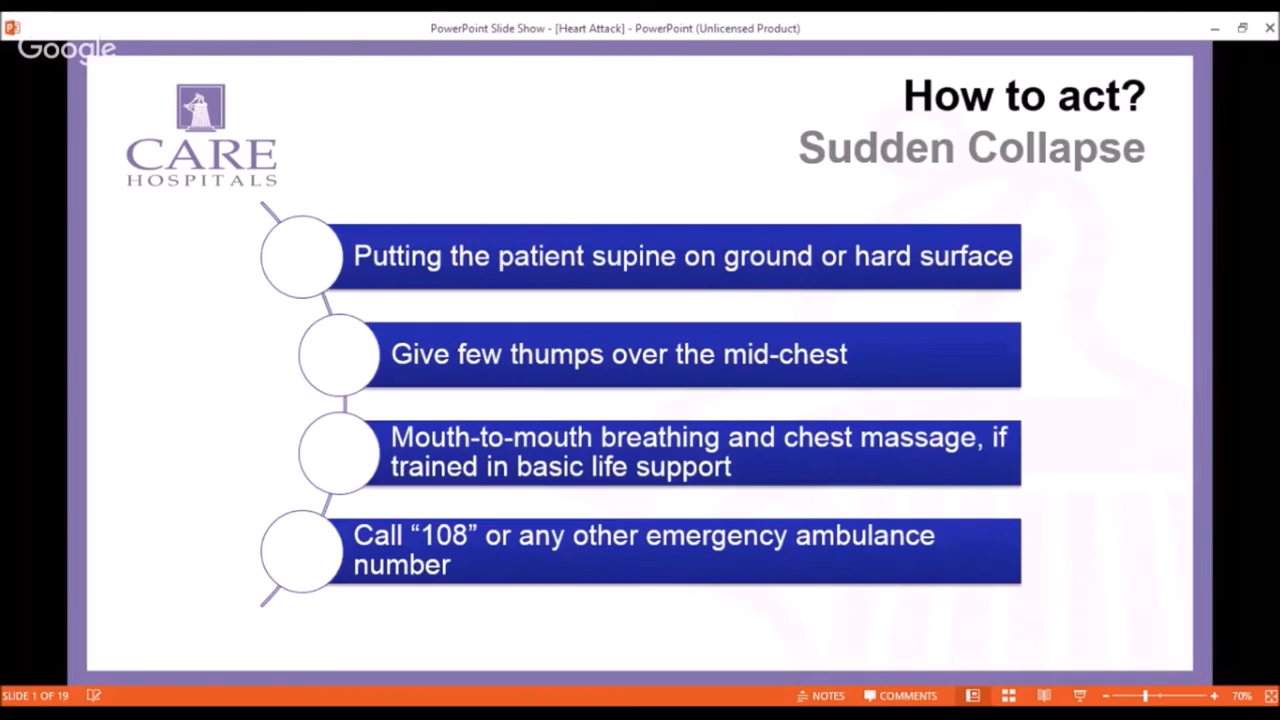 PowerPoint Slide Show - [Heart Attack] - PowerPoint (Unlicensed Product)
Google
CARE
HOSPITALS
How to act?
Sudden Collapse
Putting the patient supine on ground or hard surface
Give few thumps over the mid-chest
Mouth-to-mouth breathing and chest massage, if
trained in basic life support
Call “108” or any other emergency ambulance
number
SLIDE 1 OF 19
NOTES
COMMENTS
70%